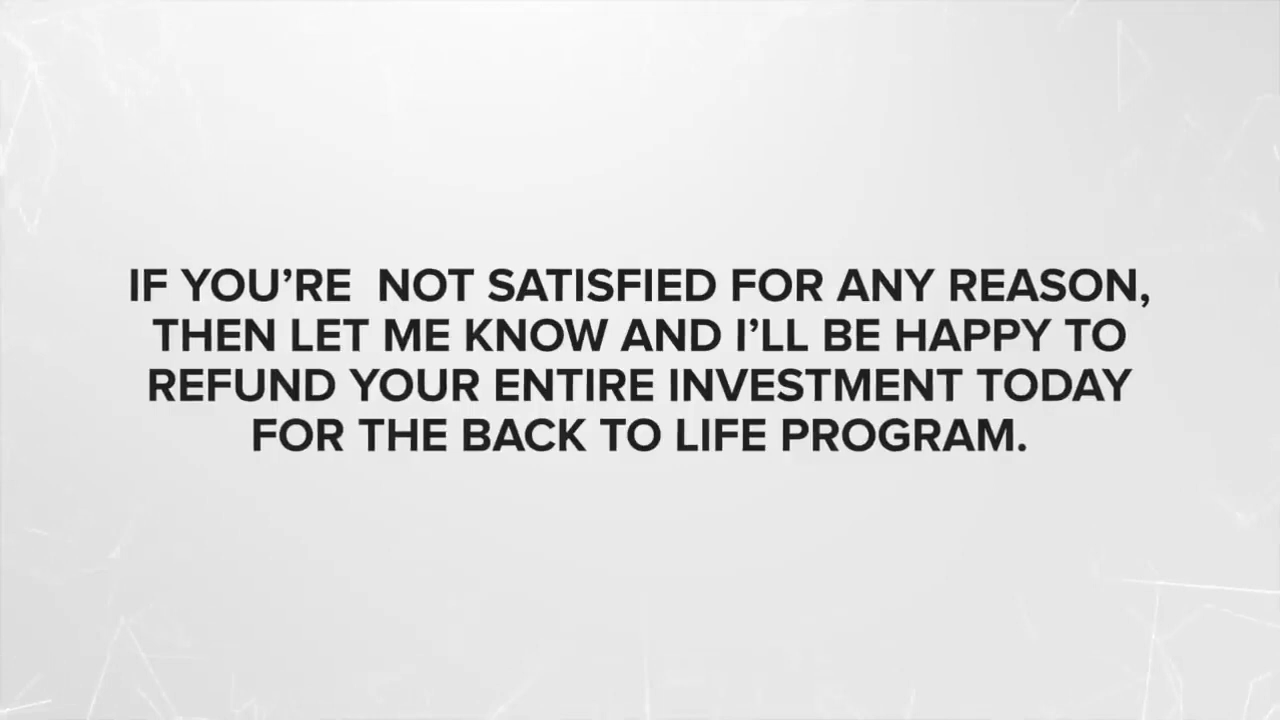 IF YOU’RE  NOT SATISFIED FOR ANY REASON,
THEN LET ME KNOW AND I’LL BE HAPPY TO
REFUND YOUR ENTIRE INVESTMENT TODAY
FOR THE BACK TO LIFE PROGRAM.